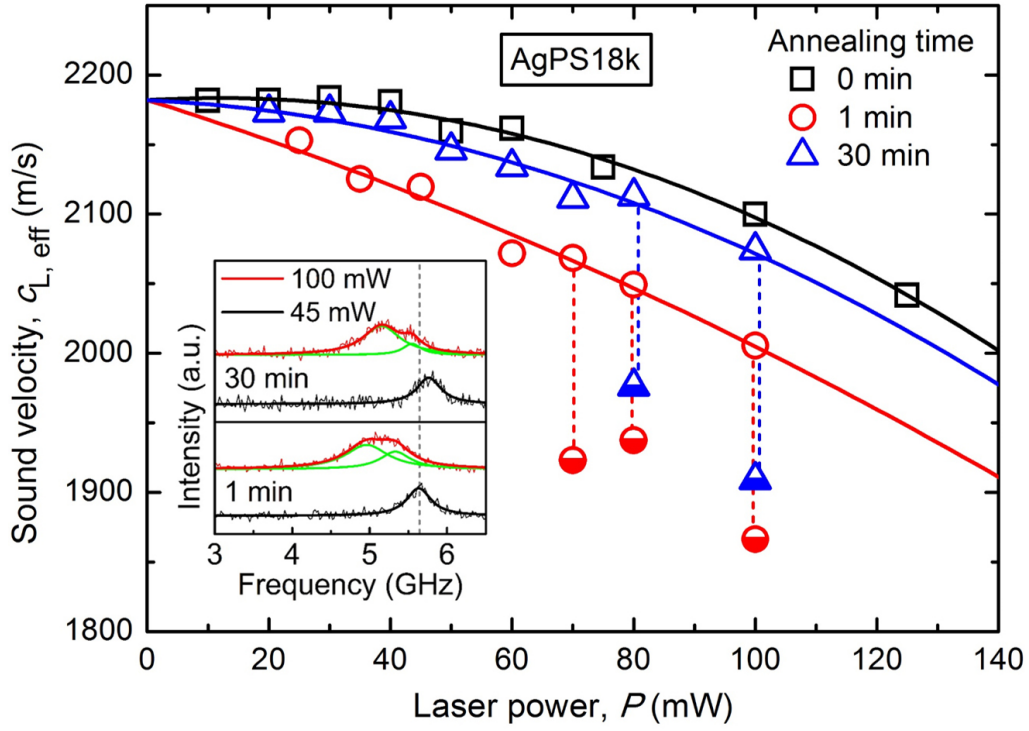 AgPS18k
Annealing time
0 min
1 min
30 min
Sound velocity, cL, eff (m/s)
2200
2100
2000
1900
1800
100 mW
45 mW
30 min
1 min
Intensity (a.u.)
3 4 5 6
Frequency (GHz)
0 20 40 60 80 100 120 140
Laser power, P (mW)